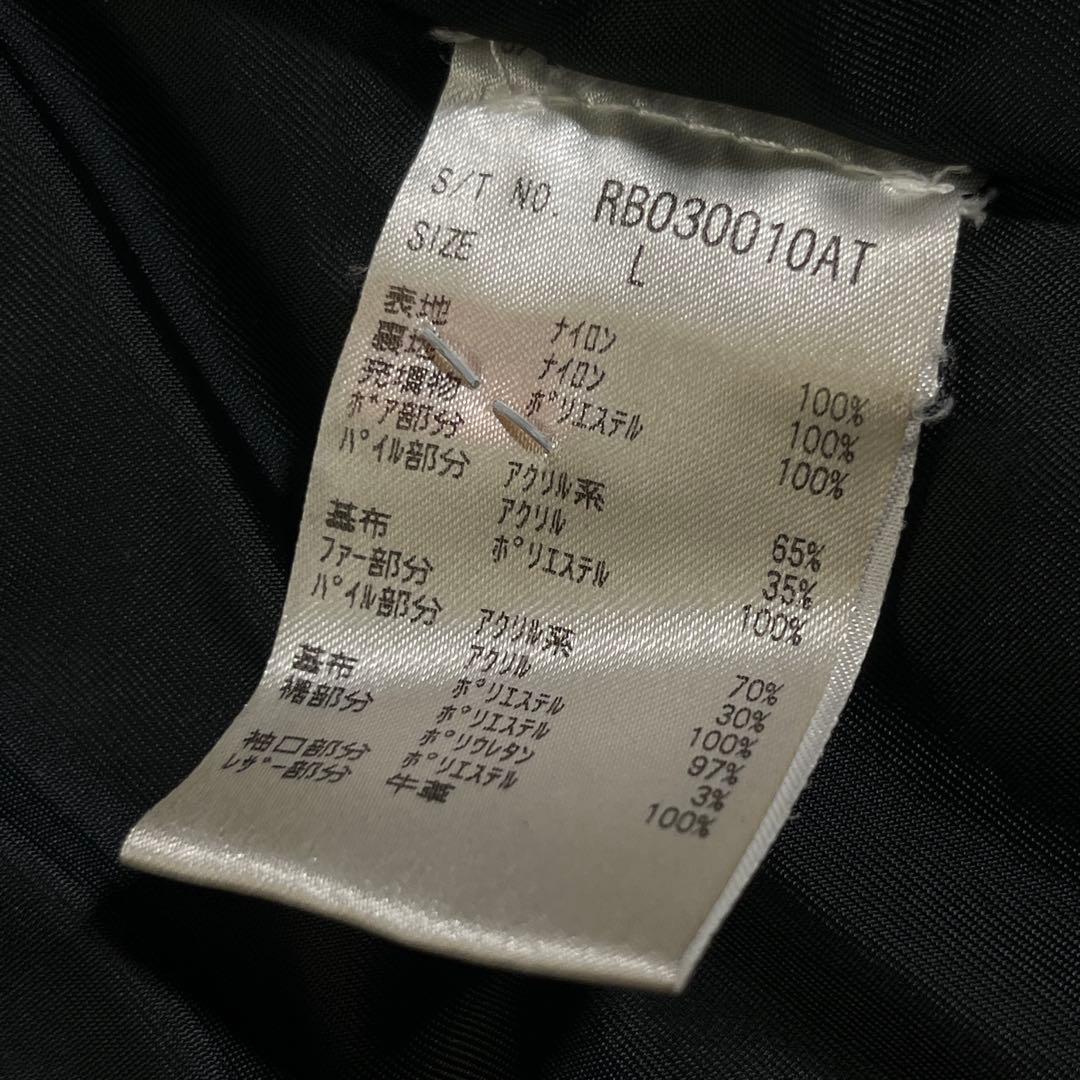 S/T NO. RB030010AT
SIZE L
表地 ナイロン 100%
裏地 ナイロン 100%
充填物 ポリエステル 100%
ボア部分
パイル部分 アクリル系 65%
アクリル 35%
基布 ポリエステル 100%
ファー部分
パイル部分 アクリル系 70%
アクリル 30%
基布 ポリエステル 100%
裾部分 ポリエステル 97%
ポリウレタン 3%
袖口部分 ポリエステル 100%
レザー部分 牛革